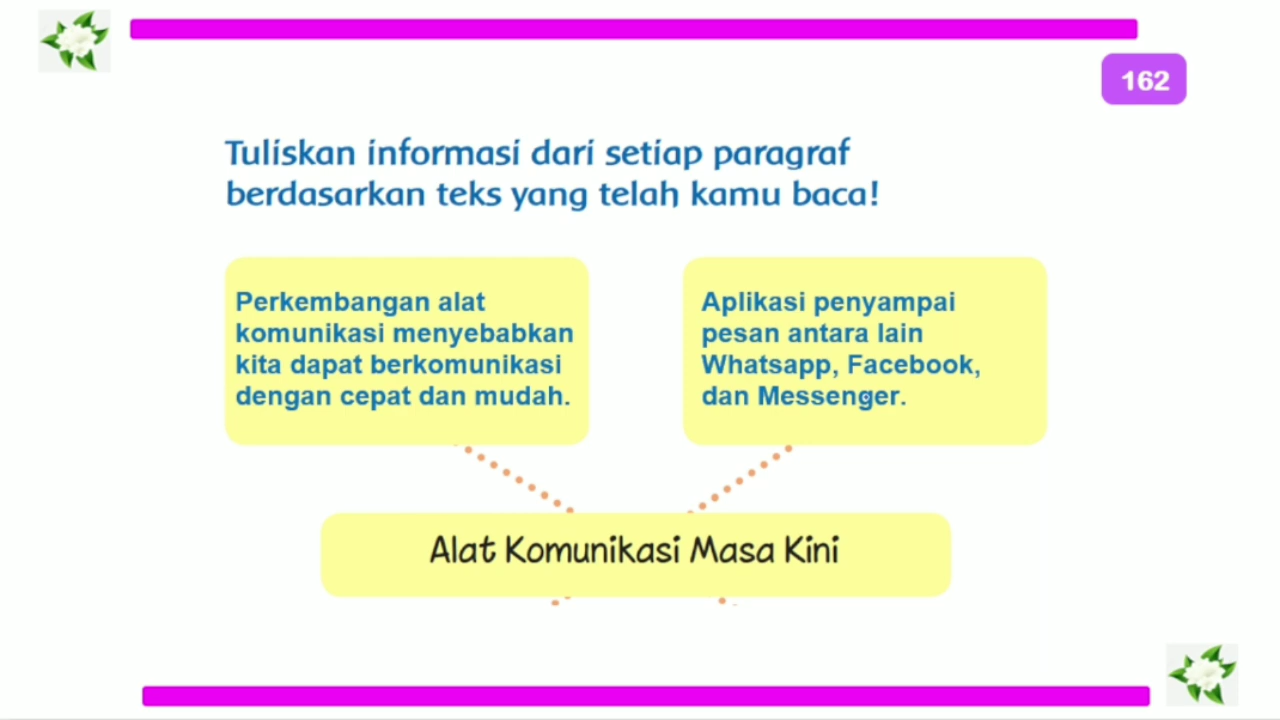 162
Tuliskan informasi dari setiap paragraf
berdasarkan teks yang telah kamu baca!
Perkembangan alat
komunikasi menyebabkan
kita dapat berkomunikasi
dengan cepat dan mudah.
Aplikasi penyampai
pesan antara lain
Whatsapp, Facebook,
dan Messenger.
Alat Komunikasi Masa Kini